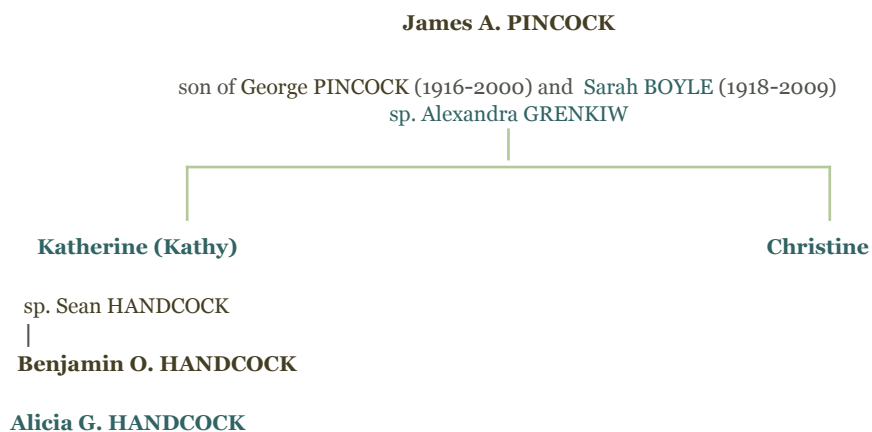 James A. PINCOCK
son of George PINCOCK (1916-2000) and Sarah BOYLE (1918-2009)
sp. Alexandra GRENKIW
Katherine (Kathy)
Christine
sp. Sean HANDCOCK
Benjamin O. HANDCOCK
Alicia G. HANDCOCK